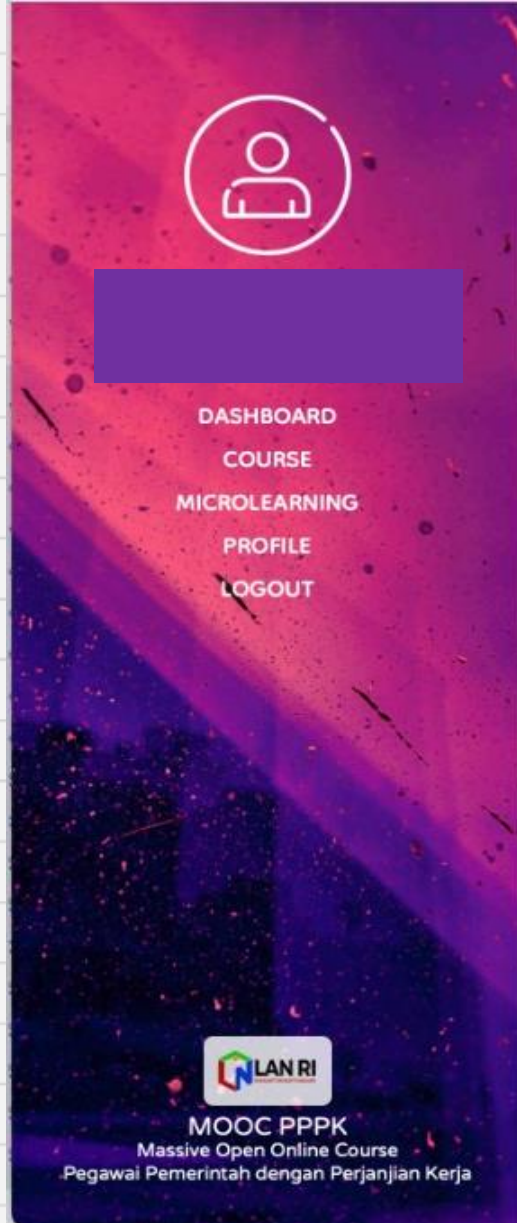 DASHBOARD
COURSE
MICROLEARNING
PROFILE
LOGOUT
LAN RI
MOOC PPPK
Massive Open Online Course
Pegawai Pemerintah dengan Perjanjian Kerja